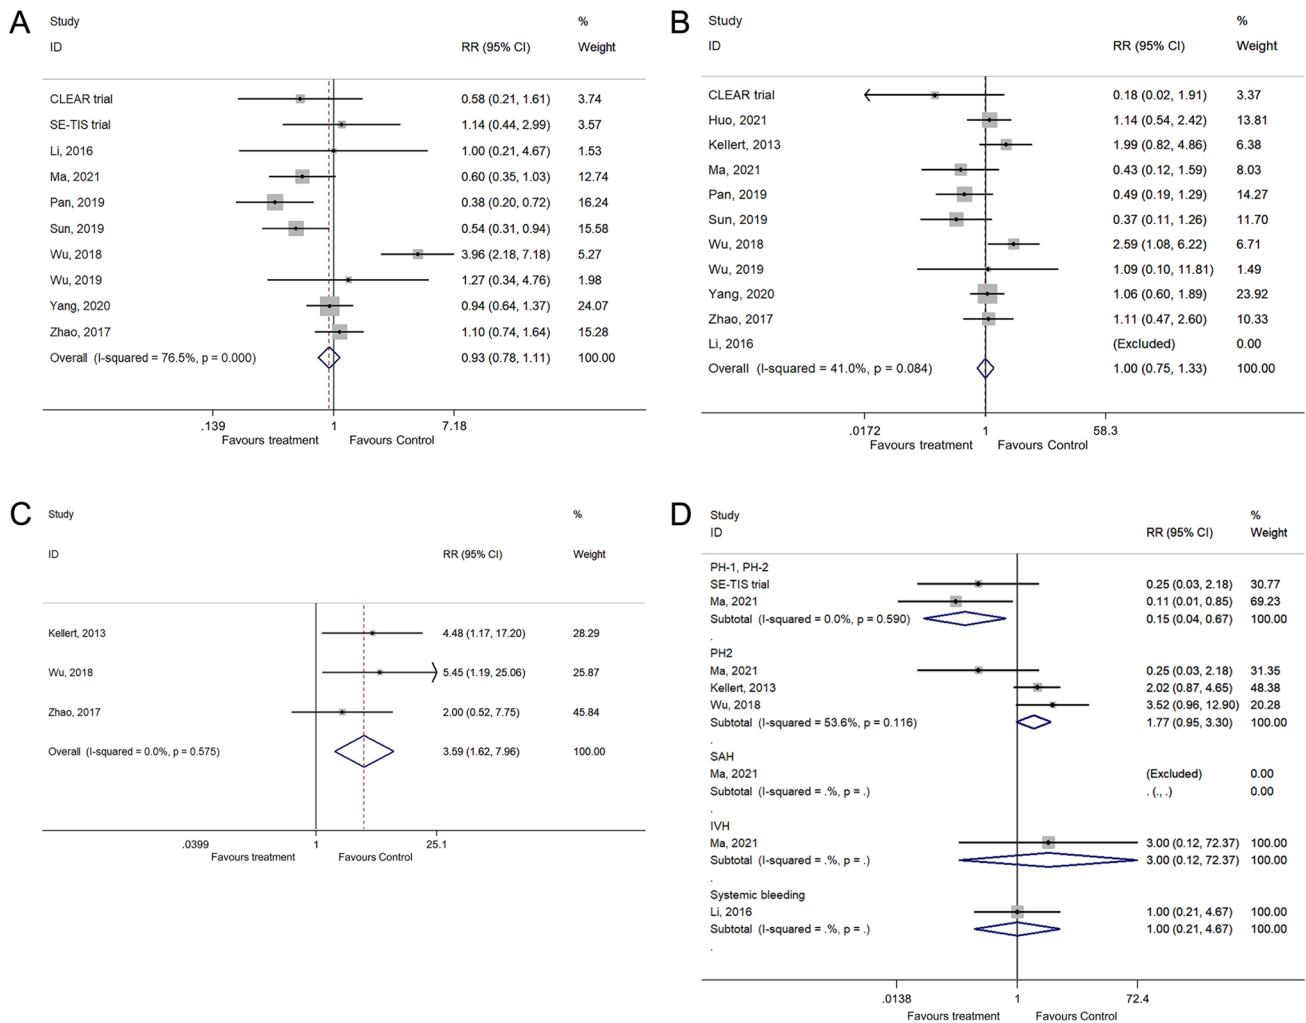 A
Study %
ID RR (95% CI) Weight
CLEAR trial 0.58 (0.21, 1.61) 3.74
SE-TIS trial 1.14 (0.44, 2.99) 3.57
Li, 2016 1.00 (0.21, 4.67) 1.53
Ma, 2021 0.60 (0.35, 1.03) 12.74
Pan, 2019 0.38 (0.20, 0.72) 16.24
Sun, 2019 0.54 (0.31, 0.94) 15.58
Wu, 2018 3.96 (2.18, 7.18) 5.27
Wu, 2019 1.27 (0.34, 4.76) 1.98
Yang, 2020 0.94 (0.64, 1.37) 24.07
Zhao, 2017 1.10 (0.74, 1.64) 15.28
Overall (I-squared = 76.5%, p = 0.000) 0.93 (0.78, 1.11) 100.00
.139 1 7.18
Favours treatment Favours Control
B
Study %
ID RR (95% CI) Weight
CLEAR trial 0.18 (0.02, 1.91) 3.37
Huo, 2021 1.14 (0.54, 2.42) 13.81
Kellert, 2013 1.99 (0.82, 4.86) 6.38
Ma, 2021 0.43 (0.12, 1.59) 8.03
Pan, 2019 0.49 (0.19, 1.29) 14.27
Sun, 2019 0.37 (0.11, 1.26) 11.70
Wu, 2018 2.59 (1.08, 6.22) 6.71
Wu, 2019 1.09 (0.10, 11.81) 1.49
Yang, 2020 1.06 (0.60, 1.89) 23.92
Zhao, 2017 1.11 (0.47, 2.60) 10.33
Li, 2016 (Excluded) 0.00
Overall (I-squared = 41.0%, p = 0.084) 1.00 (0.75, 1.33) 100.00
.0172 1 58.3
Favours treatment Favours Control
C
Study %
ID RR (95% CI) Weight
Kellert, 2013 4.48 (1.17, 17.20) 28.29
Wu, 2018 5.45 (1.19, 25.06) 25.87
Zhao, 2017 2.00 (0.52, 7.75) 45.84
Overall (I-squared = 0.0%, p = 0.575) 3.59 (1.62, 7.96) 100.00
.0399 1 25.1
Favours treatment Favours Control
D
Study %
ID RR (95% CI) Weight
PH-1, PH-2
SE-TIS trial 0.25 (0.03, 2.18) 30.77
Ma, 2021 0.11 (0.01, 0.85) 69.23
Subtotal (I-squared = 0.0%, p = 0.590) 0.15 (0.04, 0.67) 100.00
.
PH2
Ma, 2021 0.25 (0.03, 2.18) 31.35
Kellert, 2013 2.02 (0.87, 4.65) 48.38
Wu, 2018 3.52 (0.96, 12.90) 20.28
Subtotal (I-squared = 53.6%, p = 0.116) 1.77 (0.95, 3.30) 100.00
.
SAH
Ma, 2021 (Excluded) 0.00
Subtotal (I-squared = .%, p = .) . (., .) 0.00
.
IVH
Ma, 2021 3.00 (0.12, 72.37) 100.00
Subtotal (I-squared = .%, p = .) 3.00 (0.12, 72.37) 100.00
.
Systemic bleeding
Li, 2016 1.00 (0.21, 4.67) 100.00
Subtotal (I-squared = .%, p = .) 1.00 (0.21, 4.67) 100.00
.
.0138 1 72.4
Favours treatment Favours Control